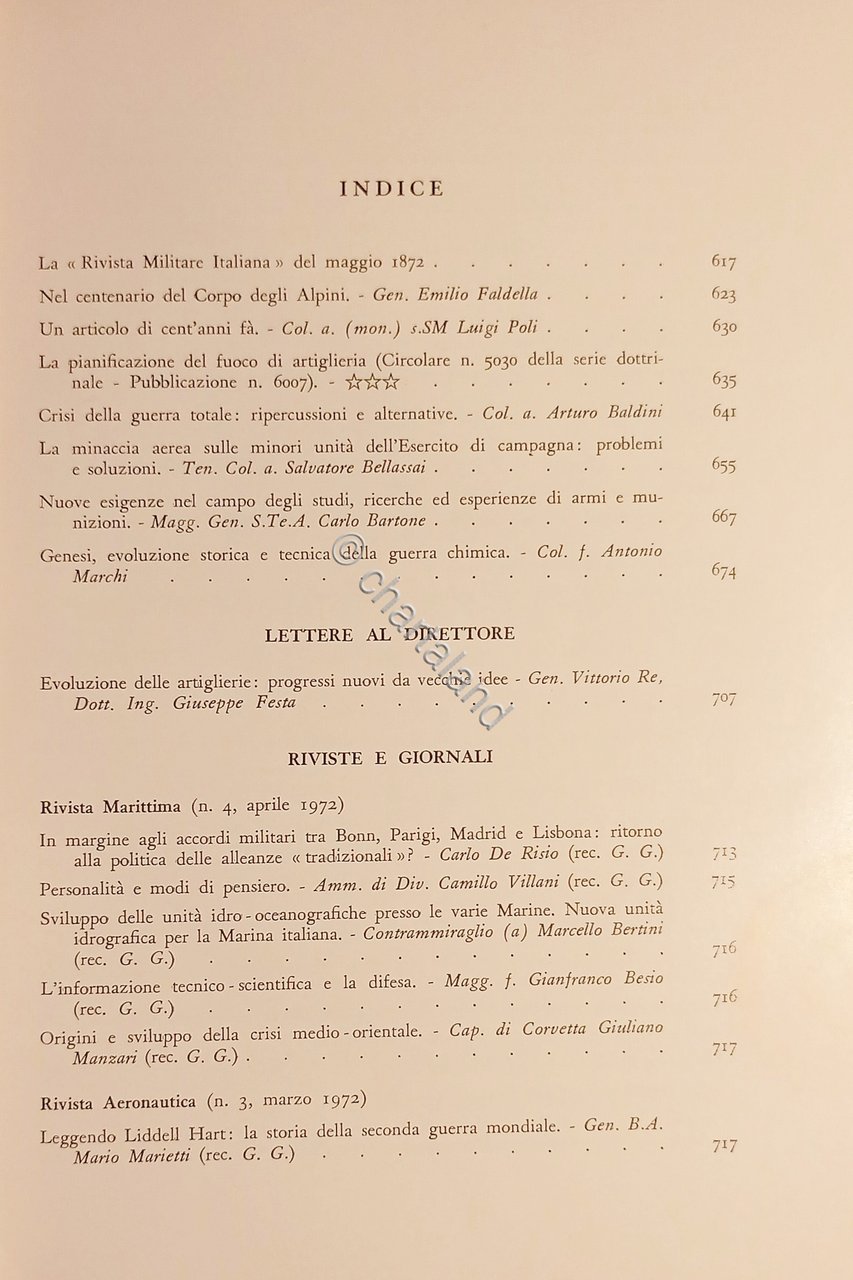 INDICE
La « Rivista Militare Italiana » del maggio 1872 . . . . . . . 617
Nel centenario del Corpo degli Alpini. - Gen. Emilio Faldella . . . . 623
Un articolo di cent'anni fà. - Col. a. (mon.) s.SM Luigi Poli . . . . 630
La pianificazione del fuoco di artiglieria (Circolare n. 5030 della serie dottri-
nale - Pubblicazione n. 6007). - ☆☆☆ . . . . . . . 635
Crisi della guerra totale: ripercussioni e alternative. - Col. a. Arturo Baldini 641
La minaccia aerea sulle minori unità dell'Esercito di campagna: problemi
e soluzioni. - Ten. Col. a. Salvatore Bellassai . . . . . . . 655
Nuove esigenze nel campo degli studi, ricerche ed esperienze di armi e mu-
nizioni. - Magg. Gen. S.Te.A. Carlo Bartone . . . . . . . 667
Genesi, evoluzione storica e tecnica della guerra chimica. - Col. f. Antonio
Marchi . . . . . . . . . . . . . . 674
LETTERE AL DIRETTORE
Evoluzione delle artiglierie: progressi nuovi da vecchie idee - Gen. Vittorio Re,
Dott. Ing. Giuseppe Festa . . . . . . . . . . 707
RIVISTE E GIORNALI
Rivista Marittima (n. 4, aprile 1972)
In margine agli accordi militari tra Bonn, Parigi, Madrid e Lisbona: ritorno
alla politica delle alleanze « tradizionali »? - Carlo De Risio (rec. G. G.) 713
Personalità e modi di pensiero. - Amm. di Div. Camillo Villani (rec. G. G.) 715
Sviluppo delle unità idro-oceanografiche presso le varie Marine. Nuova unità
idrografica per la Marina italiana. - Contrammiraglio (a) Marcello Bertini
(rec. G. G.) . . . . . . . . . . . . . 716
L'informazione tecnico-scientifica e la difesa. - Magg. f. Gianfranco Besio
(rec. G. G.) . . . . . . . . . . . . . 716
Origini e sviluppo della crisi medio-orientale. - Cap. di Corvetta Giuliano
Manzari (rec. G. G.) . . . . . . . . . . . . 717
Rivista Aeronautica (n. 3, marzo 1972)
Leggendo Liddell Hart: la storia della seconda guerra mondiale. - Gen. B.A.
Mario Marietti (rec. G. G.) . . . . . . . . . . 717
@ chartaland